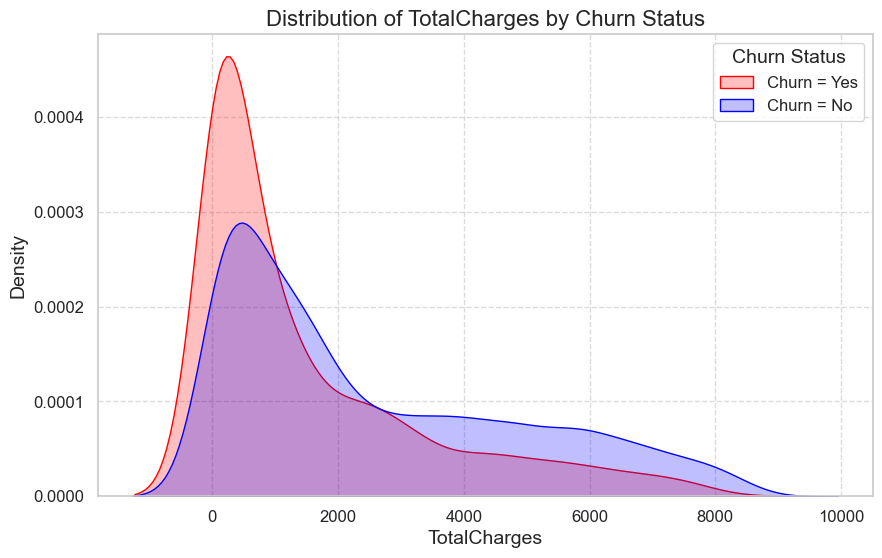 Distribution of TotalCharges by Churn Status
Churn Status
Churn = Yes
Churn = No
Density
0.0004
0.0003
0.0002
0.0001
0.0000
0
2000
4000
6000
8000
10000
TotalCharges